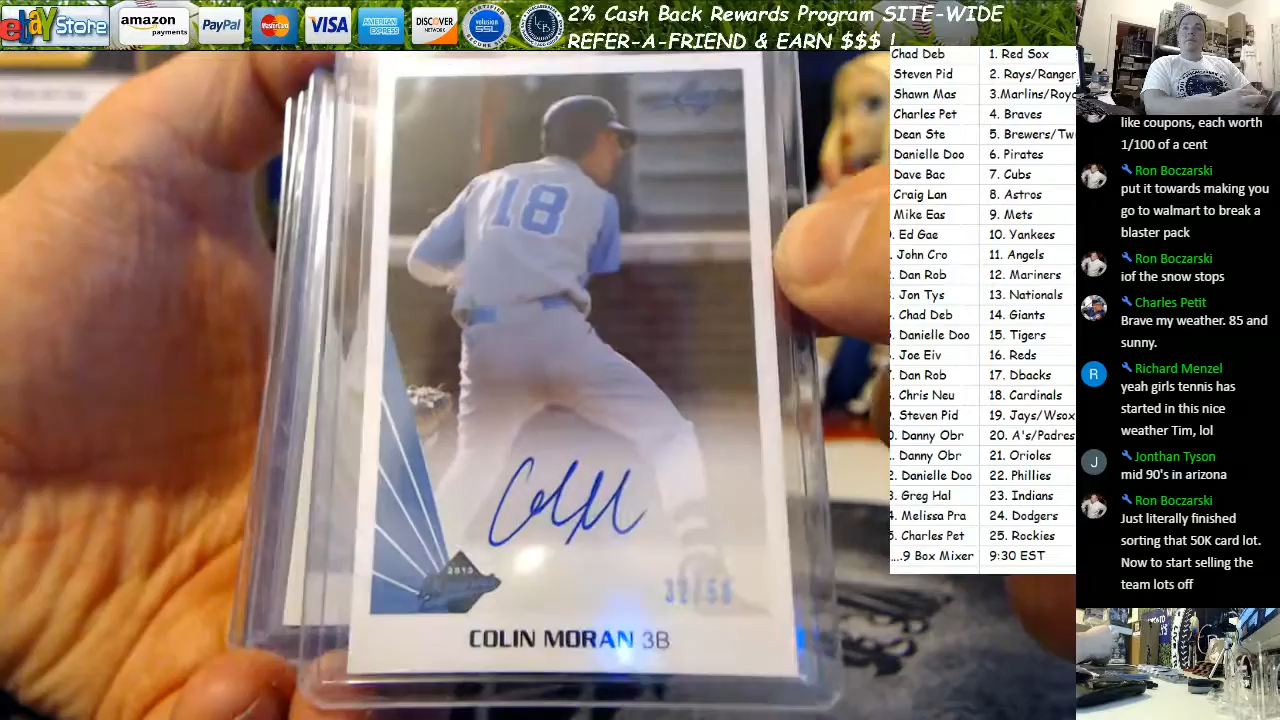 ebay Store
amazon
payments
PayPal
MasterCard
VISA
AMERICAN
EXPRESS
DISCOVER
NETWORK
volusion
SSL
2% Cash Back Rewards Program SITE-WIDE
REFER-A-FRIEND & EARN $$$ !
Chad Deb 1. Red Sox
Steven Pid 2. Rays/Ranger
Shawn Mas 3.Marlins/Royc
Charles Pet 4. Braves
Dean Ste 5. Brewers/Tw
Danielle Doo 6. Pirates
Dave Bac 7. Cubs
Craig Lan 8. Astros
Mike Eas 9. Mets
. Ed Gae 10. Yankees
. John Cro 11. Angels
. Dan Rob 12. Mariners
. Jon Tys 13. Nationals
. Chad Deb 14. Giants
. Danielle Doo 15. Tigers
. Joe Eiv 16. Reds
. Dan Rob 17. Dbacks
. Chris Neu 18. Cardinals
. Steven Pid 19. Jays/Wsox
. Danny Obr 20. A's/Padres
. Danny Obr 21. Orioles
. Danielle Doo 22. Phillies
. Greg Hal 23. Indians
. Melissa Pra 24. Dodgers
. Charles Pet 25. Rockies
....9 Box Mixer 9:30 EST
like coupons, each worth
1/100 of a cent
Ron Boczarski
put it towards making you
go to walmart to break a
blaster pack
Ron Boczarski
iof the snow stops
Charles Petit
Brave my weather. 85 and
sunny.
R
Richard Menzel
yeah girls tennis has
started in this nice
weather Tim, lol
J
Jonthan Tyson
mid 90's in arizona
Ron Boczarski
Just literally finished
sorting that 50K card lot.
Now to start selling the
team lots off
Leaf
18
2013
32/50
COLIN MORAN 3B